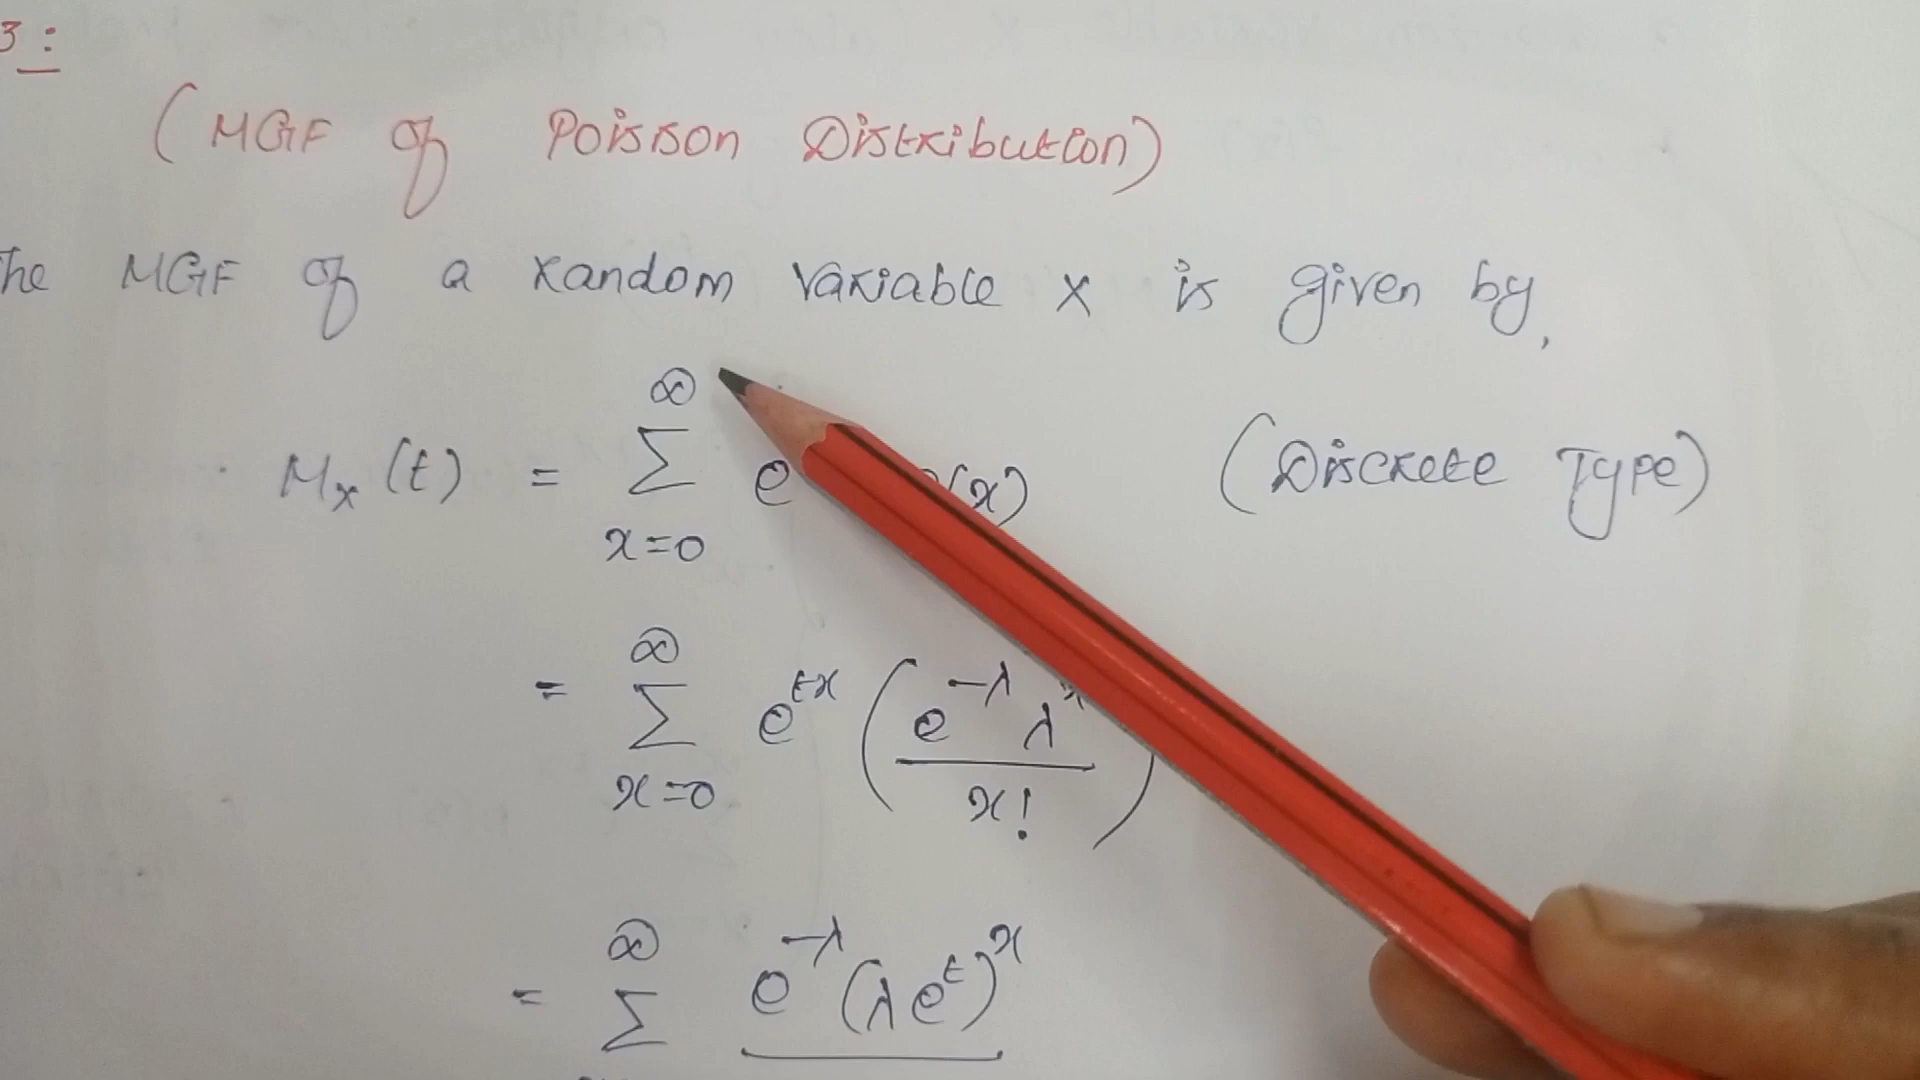 3:
(MGF of Poisson Distribution)
The MGF of a random variable X is given by,
∞
Mx(t) = Σ e (x) (Discrete Type)
x=0
∞
= Σ e^tx (e^-λ λ^x / x!)
x=0
∞
= Σ e^-λ (λe^t)^x